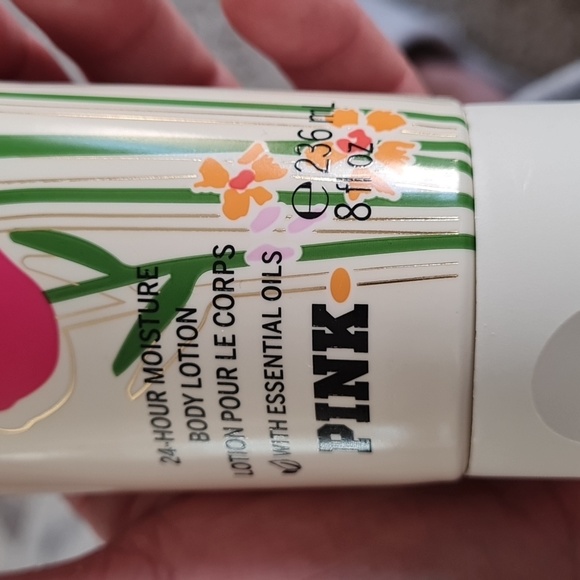 24-HOUR MOISTURE
BODY LOTION
LOTION POUR LE CORPS
WITH ESSENTIAL OILS
PINK
e 236 mL
8 fl oz